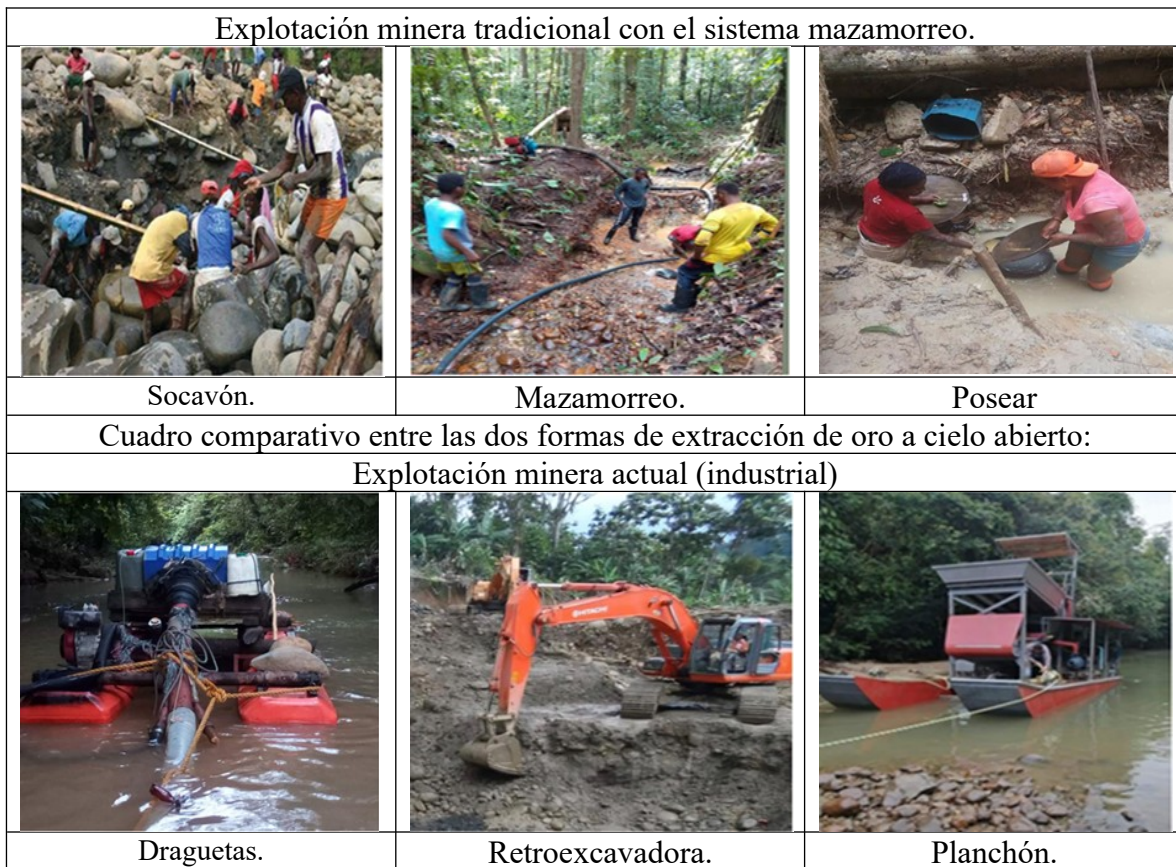 Explotación minera tradicional con el sistema mazamorreo.
Socavón.
Mazamorreo.
Posear
Cuadro comparativo entre las dos formas de extracción de oro a cielo abierto:
Explotación minera actual (industrial)
HITACHI
Draguetas.
Retroexcavadora.
Planchón.